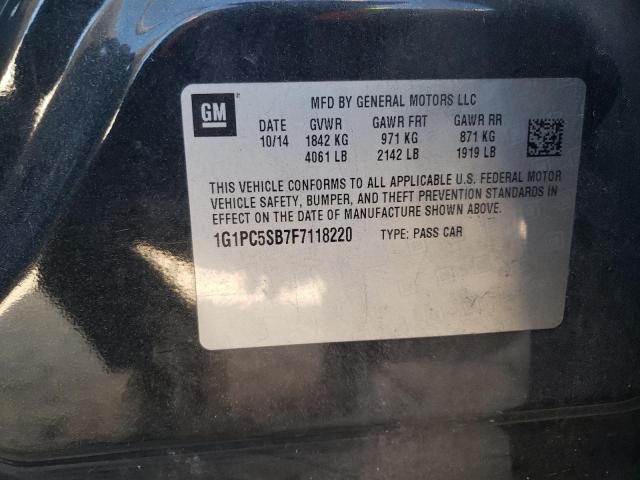 GM
MFD BY GENERAL MOTORS LLC
DATE GVWR GAWR FRT GAWR RR
10/14 1842 KG 971 KG 871 KG
4061 LB 2142 LB 1919 LB
THIS VEHICLE CONFORMS TO ALL APPLICABLE U.S. FEDERAL MOTOR
VEHICLE SAFETY, BUMPER, AND THEFT PREVENTION STANDARDS IN
EFFECT ON THE DATE OF MANUFACTURE SHOWN ABOVE.
1G1PC5SB7F7118220 TYPE: PASS CAR